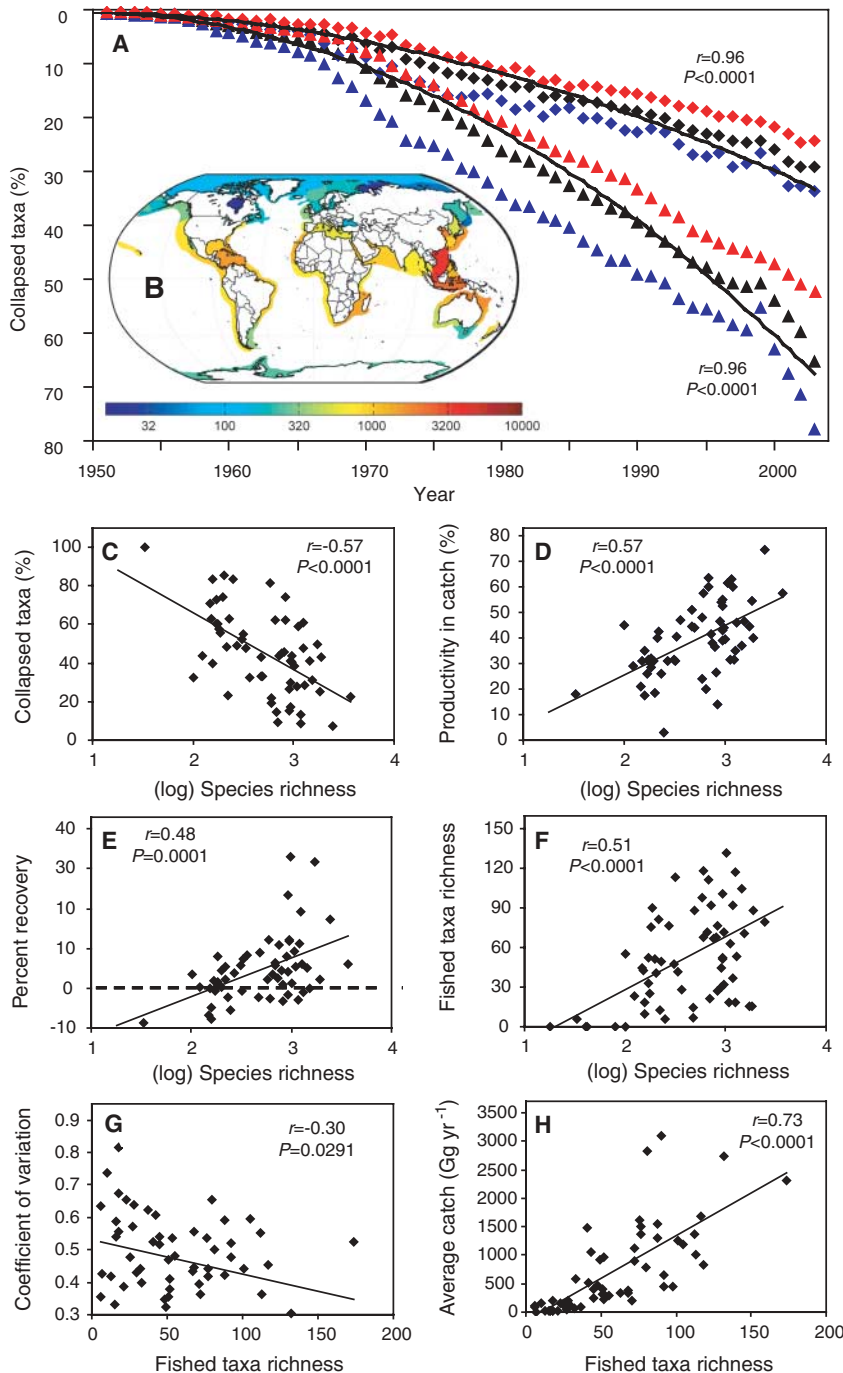 A
0
10
20
30
40
50
60
70
80
Collapsed taxa (%)
r=0.96
P<0.0001
r=0.96
P<0.0001
B
32 100 320 1000 3200 10000
1950 1960 1970 1980 1990 2000
Year
C
r=-0.57
P<0.0001
Collapsed taxa (%)
100
80
60
40
20
0
1 2 3 4
(log) Species richness
D
r=0.57
P<0.0001
Productivity in catch (%)
80
70
60
50
40
30
20
10
0
1 2 3 4
(log) Species richness
E
r=0.48
P=0.0001
Percent recovery
40
30
10
10
0
-10
1 2 3 4
(log) Species richness
F
r=0.51
P<0.0001
Fished taxa richness
150
120
90
60
30
0
1 2 3 4
(log) Species richness
G
r=-0.30
P=0.0291
Coefficient of variation
0.9
0.8
0.7
0.6
0.5
0.4
0.3
0 50 100 150 200
Fished taxa richness
H
r=0.73
P<0.0001
Average catch (Gg yr⁻¹)
3500
3000
2500
2000
1500
1000
500
0
0 50 100 150 200
Fished taxa richness